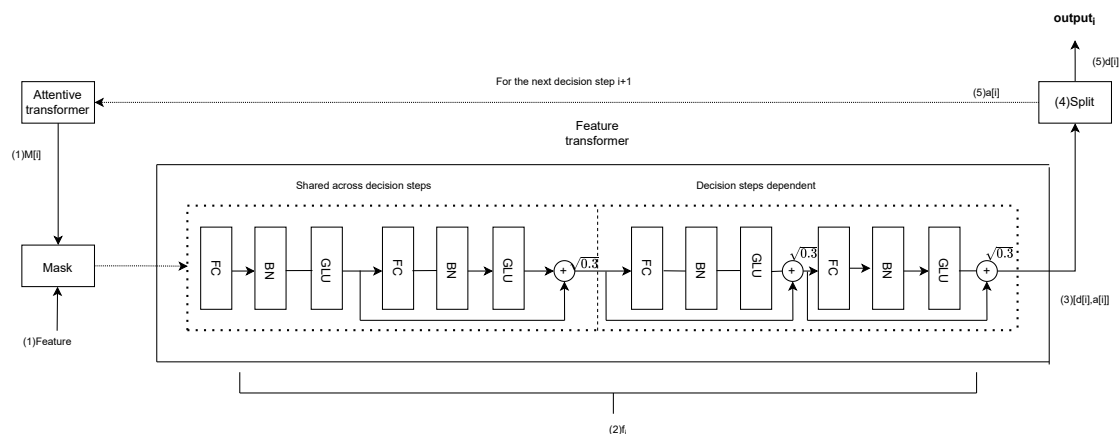 output_i
(5)d[i]
For the next decision step i+1
Attentive
transformer
(5)a[i]
(4)Split
Feature
transformer
(1)M[i]
Shared across decision steps
Decision steps dependent
Mask
FC
BN
GLU
FC
BN
GLU
+
√0.3
FC
BN
GLU
+
√0.3
FC
BN
GLU
+
√0.3
(3)[d[i],a[i]]
(1)Feature
(2)f_i